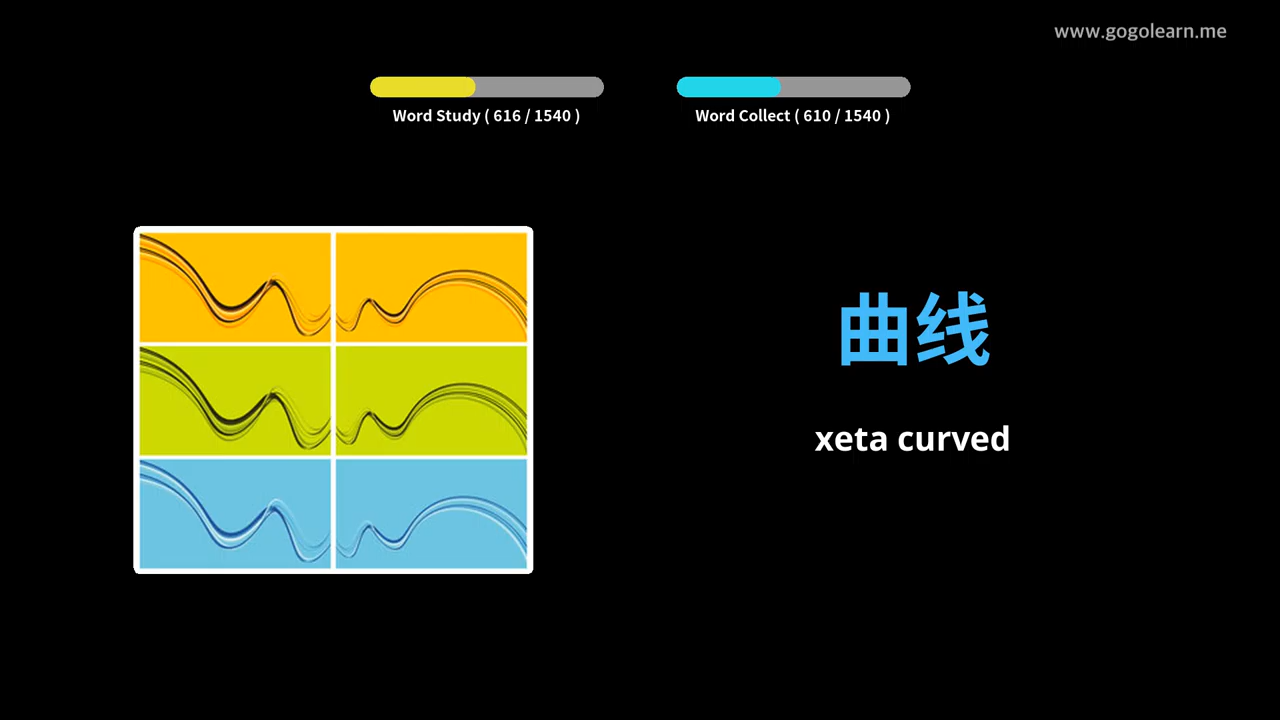 www.gogolearn.me
Word Study ( 616 / 1540 )
Word Collect ( 610 / 1540 )
曲线
xeta curved